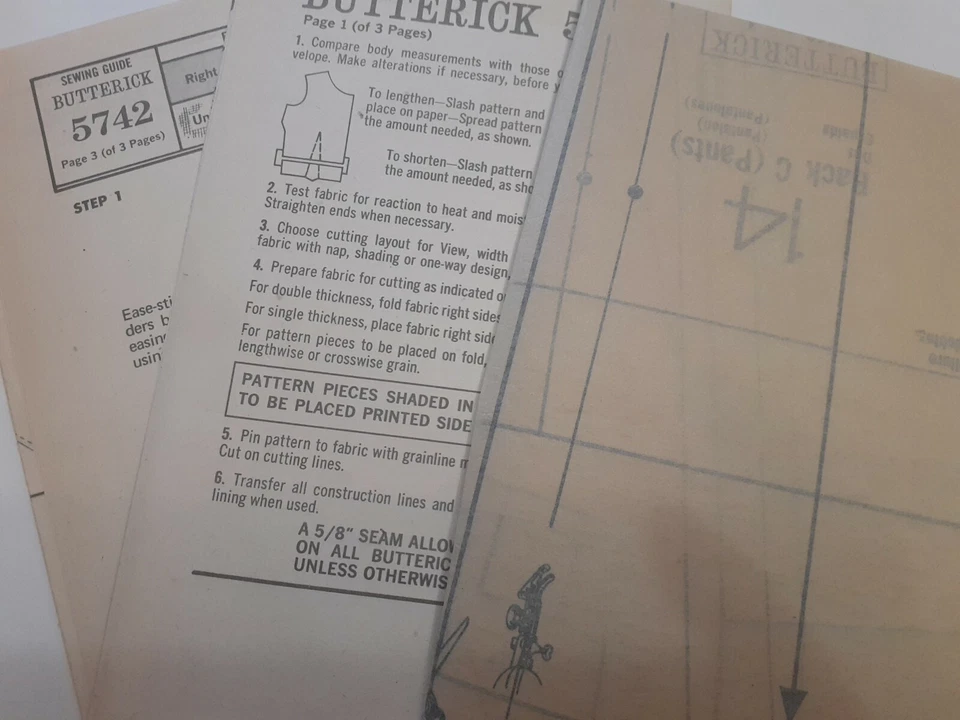 SEWING GUIDE
BUTTERICK
5742
Page 3 (of 3 Pages)
Right
Un
STEP 1
Ease-sti
ders b
easin
usin
BUTTERICK 5
Page 1 (of 3 Pages)
1. Compare body measurements with those o
velope. Make alterations if necessary, before y
To lengthen—Slash pattern and
place on paper—Spread pattern
the amount needed, as shown.
To shorten—Slash pattern
the amount needed, as sho
2. Test fabric for reaction to heat and mois
Straighten ends when necessary.
3. Choose cutting layout for View, width
fabric with nap, shading or one-way design,
4. Prepare fabric for cutting as indicated o
For double thickness, fold fabric right sides
For single thickness, place fabric right side
For pattern pieces to be placed on fold,
lengthwise or crosswise grain.
PATTERN PIECES SHADED IN
TO BE PLACED PRINTED SIDE
5. Pin pattern to fabric with grainline
Cut on cutting lines.
6. Transfer all construction lines and
lining when used.
A 5/8" SEAM ALLOW
ON ALL BUTTERIC
UNLESS OTHERWIS
BUTTERICK
14
Back C (Pants)
(Pantalon)
(Pantalones)
Espalda
Dos